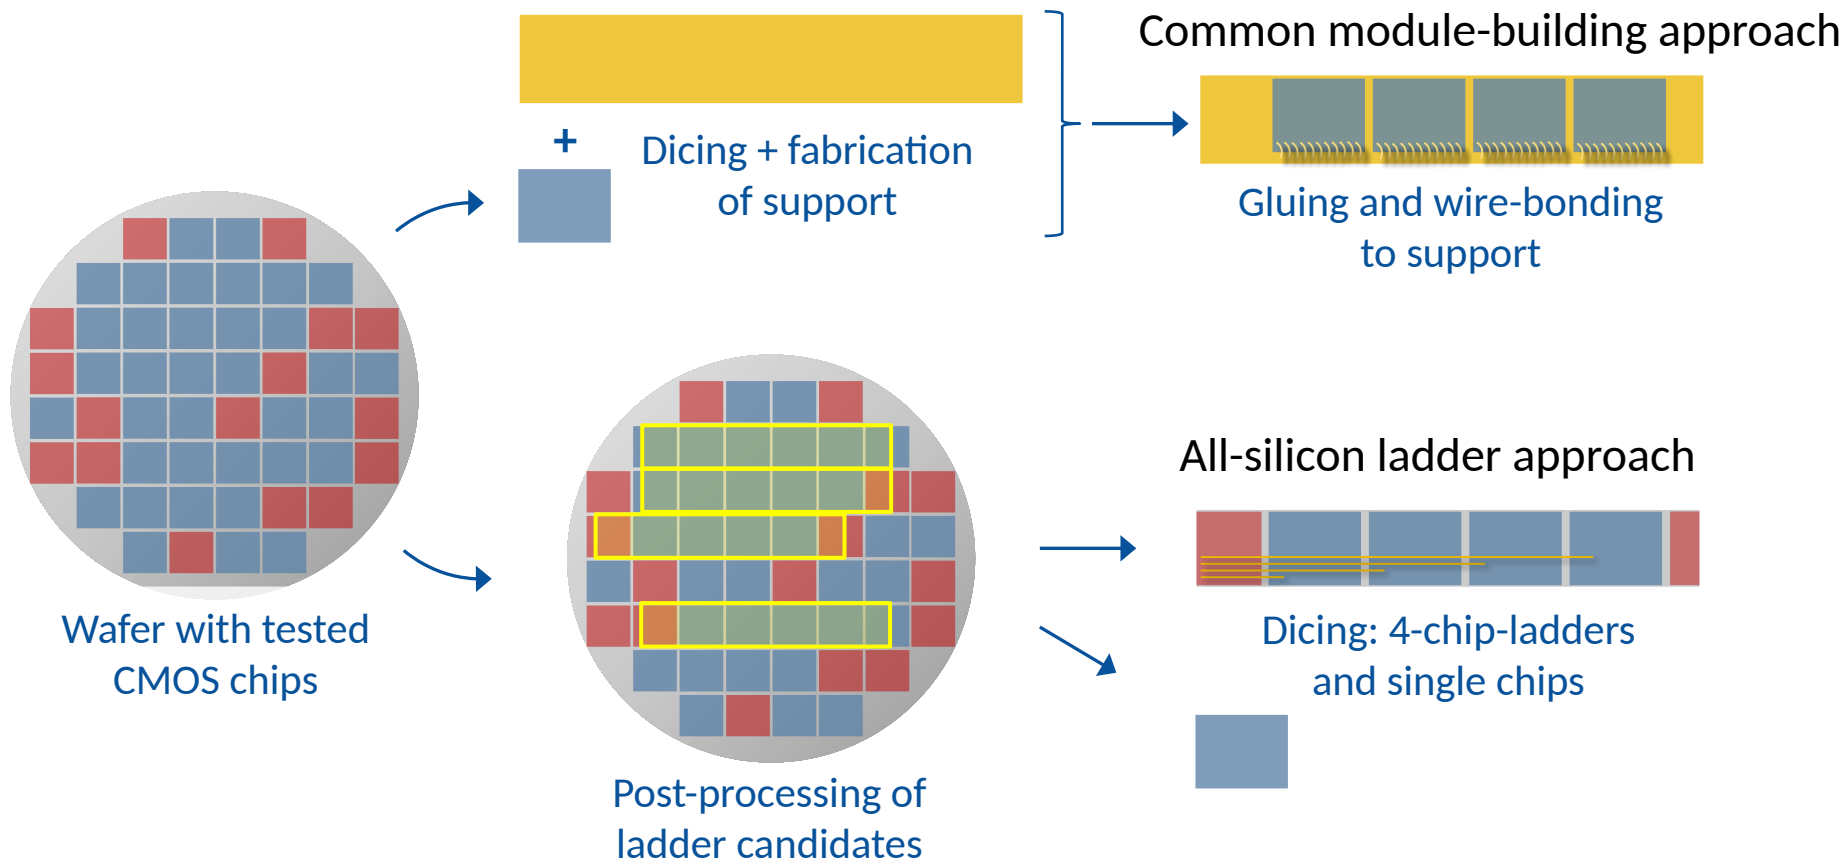 Common module-building approach
+
Dicing + fabrication
of support
Gluing and wire-bonding
to support
Wafer with tested
CMOS chips
Post-processing of
ladder candidates
All-silicon ladder approach
Dicing: 4-chip-ladders
and single chips